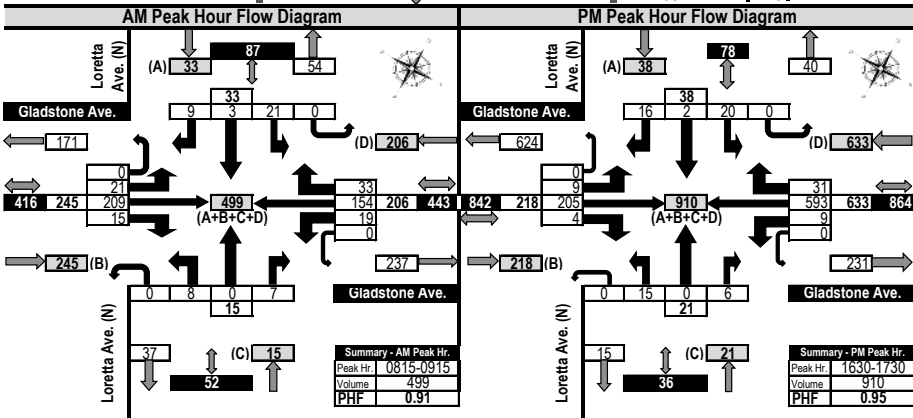 AM Peak Hour Flow Diagram
Loretta Ave. (N)
(A) 33
87
54
33
9 3 21 0
Gladstone Ave.
171
(D) 206
0
21
209
15
416 245
499
(A+B+C+D)
33
154
19
0
206 443
245 (B)
237
0 8 0 7
15
Gladstone Ave.
Loretta Ave. (N)
37
(C) 15
52
Summary - AM Peak Hr.
Peak Hr. 0815-0915
Volume 499
PHF 0.91
PM Peak Hour Flow Diagram
Loretta Ave. (N)
(A) 38
78
40
38
16 2 20 0
Gladstone Ave.
624
(D) 633
0
9
205
4
842 218
910
(A+B+C+D)
31
593
9
0
633 864
218 (B)
231
0 15 0 6
21
Gladstone Ave.
Loretta Ave. (N)
15
(C) 21
36
Summary - PM Peak Hr.
Peak Hr. 1630-1730
Volume 910
PHF 0.95